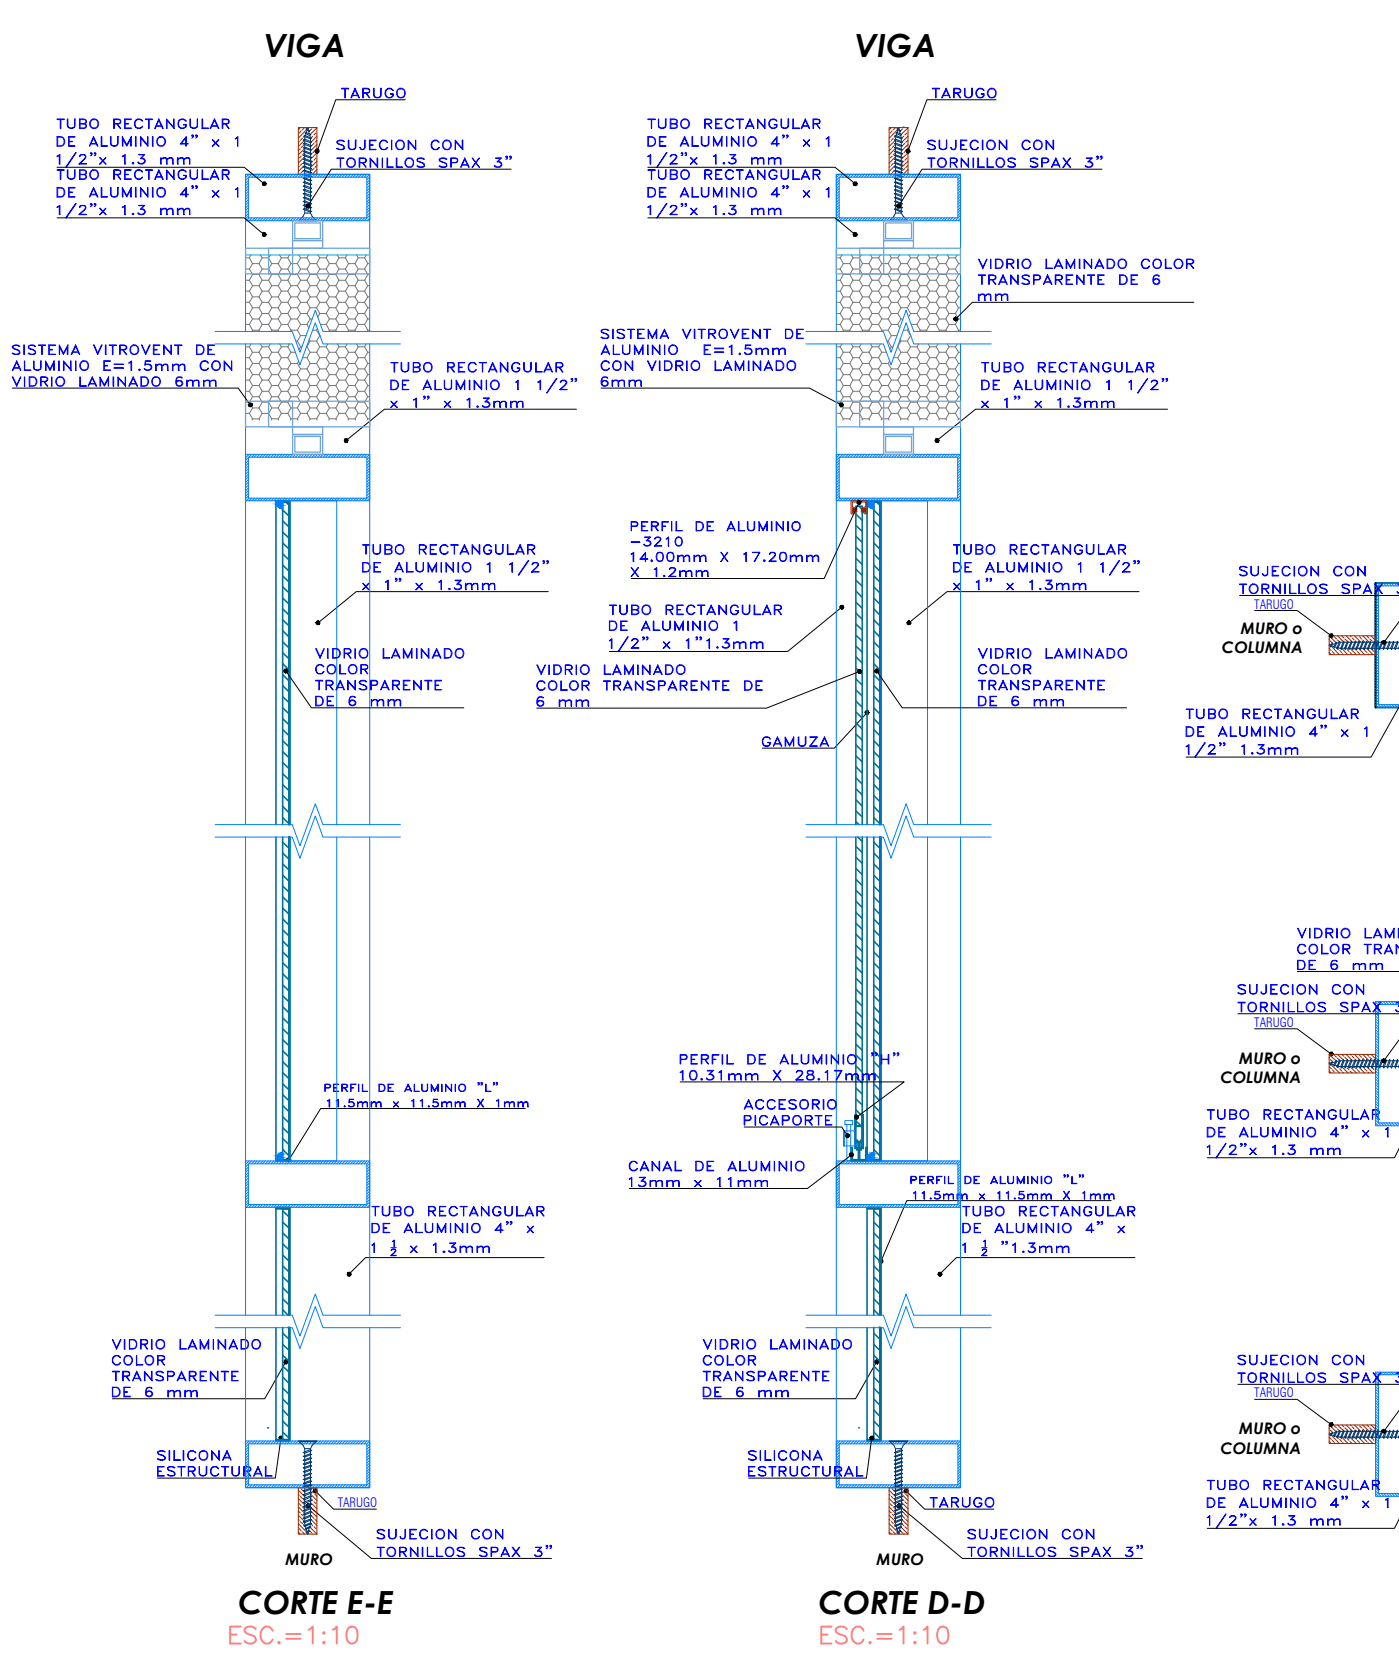 VIGA
TARUGO
TUBO RECTANGULAR
DE ALUMINIO 4" x 1
1/2"x 1.3 mm
SUJECION CON
TORNILLOS SPAX 3"
TUBO RECTANGULAR
DE ALUMINIO 4" x 1
1/2"x 1.3 mm
SISTEMA VITROVENT DE
ALUMINIO E=1.5mm CON
VIDRIO LAMINADO 6mm
TUBO RECTANGULAR
DE ALUMINIO 1 1/2"
x 1" x 1.3mm
TUBO RECTANGULAR
DE ALUMINIO 1 1/2"
x 1" x 1.3mm
VIDRIO LAMINADO
COLOR
TRANSPARENTE
DE 6 mm
PERFIL DE ALUMINIO "L"
11.5mm x 11.5mm X 1mm
TUBO RECTANGULAR
DE ALUMINIO 4" x
1 1/2 x 1.3mm
VIDRIO LAMINADO
COLOR
TRANSPARENTE
DE 6 mm
SILICONA
ESTRUCTURAL
TARUGO
SUJECION CON
TORNILLOS SPAX 3"
MURO
CORTE E-E
ESC.=1:10
VIGA
TARUGO
TUBO RECTANGULAR
DE ALUMINIO 4" x 1
1/2"x 1.3 mm
SUJECION CON
TORNILLOS SPAX 3"
TUBO RECTANGULAR
DE ALUMINIO 4" x 1
1/2"x 1.3 mm
VIDRIO LAMINADO COLOR
TRANSPARENTE DE 6
mm
SISTEMA VITROVENT DE
ALUMINIO E=1.5mm
CON VIDRIO LAMINADO
6mm
TUBO RECTANGULAR
DE ALUMINIO 1 1/2"
x 1" x 1.3mm
PERFIL DE ALUMINIO
-3210
14.00mm X 17.20mm
X 1.2mm
TUBO RECTANGULAR
DE ALUMINIO 1 1/2"
x 1" x 1.3mm
TUBO RECTANGULAR
DE ALUMINIO 1
1/2" x 1"1.3mm
VIDRIO LAMINADO
COLOR TRANSPARENTE DE
6 mm
VIDRIO LAMINADO
COLOR
TRANSPARENTE
DE 6 mm
GAMUZA
PERFIL DE ALUMINIO "H"
10.31mm X 28.17mm
ACCESORIO
PICAPORTE
CANAL DE ALUMINIO
13mm x 11mm
PERFIL DE ALUMINIO "L"
11.5mm x 11.5mm X 1mm
TUBO RECTANGULAR
DE ALUMINIO 4" x
1 1/2 "1.3mm
VIDRIO LAMINADO
COLOR
TRANSPARENTE
DE 6 mm
SILICONA
ESTRUCTURAL
TARUGO
SUJECION CON
TORNILLOS SPAX 3"
MURO
CORTE D-D
ESC.=1:10
SUJECION CON
TORNILLOS SPAX
TARUGO
MURO o
COLUMNA
TUBO RECTANGULAR
DE ALUMINIO 4" x 1
1/2" 1.3mm
VIDRIO
COLOR
DE 6 mm
SUJECION CON
TORNILLOS SPAX
TARUGO
MURO o
COLUMNA
TUBO RECTANGULAR
DE ALUMINIO 4" x 1
1/2"x 1.3 mm
SUJECION CON
TORNILLOS SPAX
TARUGO
MURO o
COLUMNA
TUBO RECTANGULAR
DE ALUMINIO 4" x 1
1/2"x 1.3 mm